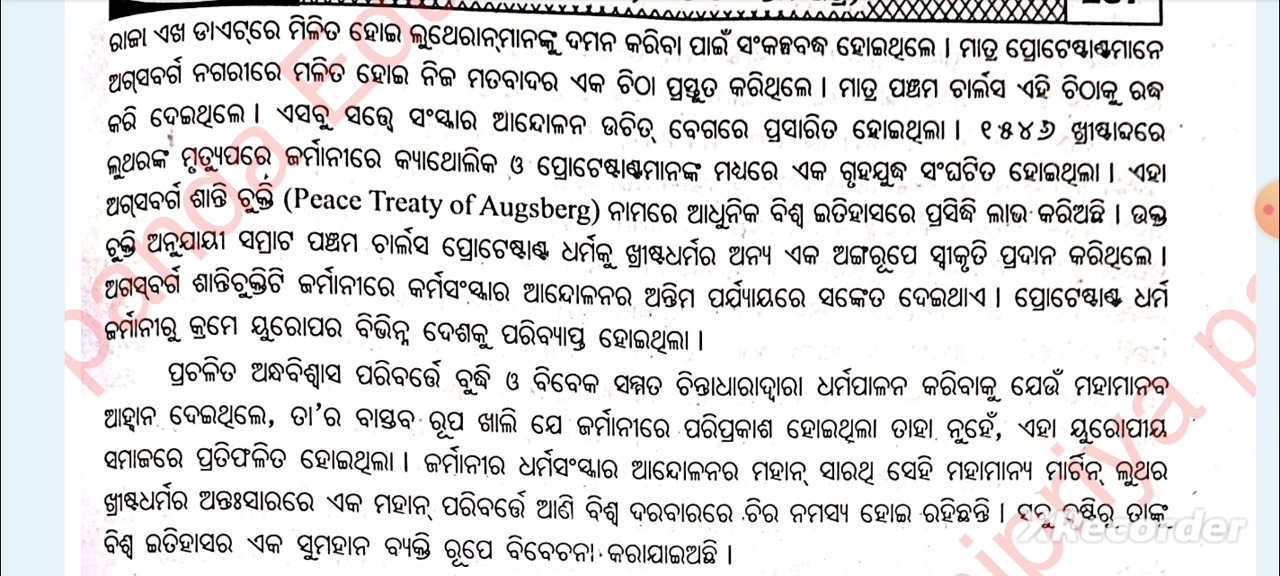 ରାଜା ଏଖ ଡାଏଟ୍‌ରେ ମିଳିତ ହୋଇ ଲୁଥେରାନ୍‌ମାନଙ୍କୁ ଦମନ କରିବା ପାଇଁ ସଂକଳ୍ପବଦ୍ଧ ହୋଇଥିଲେ । ମାତ୍ର ପ୍ରୋଟେଷ୍ଟାଣ୍ଟମାନେ
ଅଗ୍‌ସବର୍ଗ ନଗରୀରେ ମଳିତ ହୋଇ ନିଜ ମତବାଦର ଏକ ଚିଠା ପ୍ରସ୍ତୁତ କରିଥିଲେ । ମାତ୍ର ପଞ୍ଚମ ଚାର୍ଲସ ଏହି ଚିଠାକୁ ରଦ୍ଧ
କରି ଦେଇଥିଲେ । ଏସବୁ ସତ୍ତ୍ୱେ ସଂସ୍କାର ଆନ୍ଦୋଳନ ଉଚିତ୍ ବେଗରେ ପ୍ରସାରିତ ହୋଇଥିଲା । ୧୫୪୬ ଖ୍ରୀଷ୍ଟାବ୍ଦରେ
ଲୁଥରଙ୍କ ମୃତ୍ୟୁପରେ ଜର୍ମାନୀରେ କ୍ୟାଥୋଲିକ ଓ ପ୍ରୋଟେଷ୍ଟାଣ୍ଟମାନଙ୍କ ମଧ୍ୟରେ ଏକ ଗୃହଯୁଦ୍ଧ ସଂଘଟିତ ହୋଇଥିଲା । ଏହା
ଅଗ୍‌ସବର୍ଗ ଶାନ୍ତି ଚୁକ୍ତି (Peace Treaty of Augsberg) ନାମରେ ଆଧୁନିକ ବିଶ୍ୱ ଇତିହାସରେ ପ୍ରସିଦ୍ଧି ଲାଭ କରିଅଛି । ଉକ୍ତ
ଚୁକ୍ତି ଅନୁଯାୟୀ ସମ୍ରାଟ ପଞ୍ଚମ ଚାର୍ଲସ ପ୍ରୋଟେଷ୍ଟାଣ୍ଟ ଧର୍ମକୁ ଖ୍ରୀଷ୍ଟଧର୍ମର ଅନ୍ୟ ଏକ ଅଙ୍ଗରୂପେ ସ୍ୱୀକୃତି ପ୍ରଦାନ କରିଥିଲେ ।
ଅଗସ୍‌ବର୍ଗ ଶାନ୍ତିଚୁକ୍ତିଟି ଜର୍ମାନୀରେ କର୍ମସଂସ୍କାର ଆନ୍ଦୋଳନର ଅନ୍ତିମ ପର୍ଯ୍ୟାୟରେ ସଙ୍କେତ ଦେଇଥାଏ । ପ୍ରୋଟେଷ୍ଟାଣ୍ଟ ଧର୍ମ
ଜର୍ମାନୀରୁ କ୍ରମେ ୟୁରୋପର ବିଭିନ୍ନ ଦେଶକୁ ପରିବ୍ୟାପ୍ତ ହୋଇଥିଲା ।
ପ୍ରଚଳିତ ଅନ୍ଧବିଶ୍ୱାସ ପରିବର୍ତ୍ତେ ବୁଦ୍ଧି ଓ ବିବେକ ସମ୍ମତ ଚିନ୍ତାଧାରାଦ୍ୱାରା ଧର୍ମପାଳନ କରିବାକୁ ଯେଉଁ ମହାମାନବ
ଆହ୍ୱାନ ଦେଇଥିଲେ, ତା'ର ବାସ୍ତବ ରୂପ ଖାଲି ଯେ ଜର୍ମାନୀରେ ପରିପ୍ରକାଶ ହୋଇଥିଲା ତାହା ନୁହେଁ, ଏହା ୟୁରୋପୀୟ
ସମାଜରେ ପ୍ରତିଫଳିତ ହୋଇଥିଲା । ଜର୍ମାନୀର ଧର୍ମସଂସ୍କାର ଆନ୍ଦୋଳନର ମହାନ୍ ସାରଥି ସେହି ମହାମାନ୍ୟ ମାର୍ଟିନ୍ ଲୁଥର
ଖ୍ରୀଷ୍ଟଧର୍ମର ଅନ୍ତଃସାରରେ ଏକ ମହାନ୍ ପରିବର୍ତ୍ତେ ଆଣି ବିଶ୍ୱ ଦରବାରରେ ଚିର ନମସ୍ୟ ହୋଇ ରହିଛନ୍ତି । ସବୁ ଦୃଷ୍ଟିରୁ ତାଙ୍କୁ
ବିଶ୍ୱ ଇତିହାସର ଏକ ସୁମହାନ ବ୍ୟକ୍ତି ରୂପେ ବିବେଚନା କରାଯାଇଅଛି ।
XRecorder